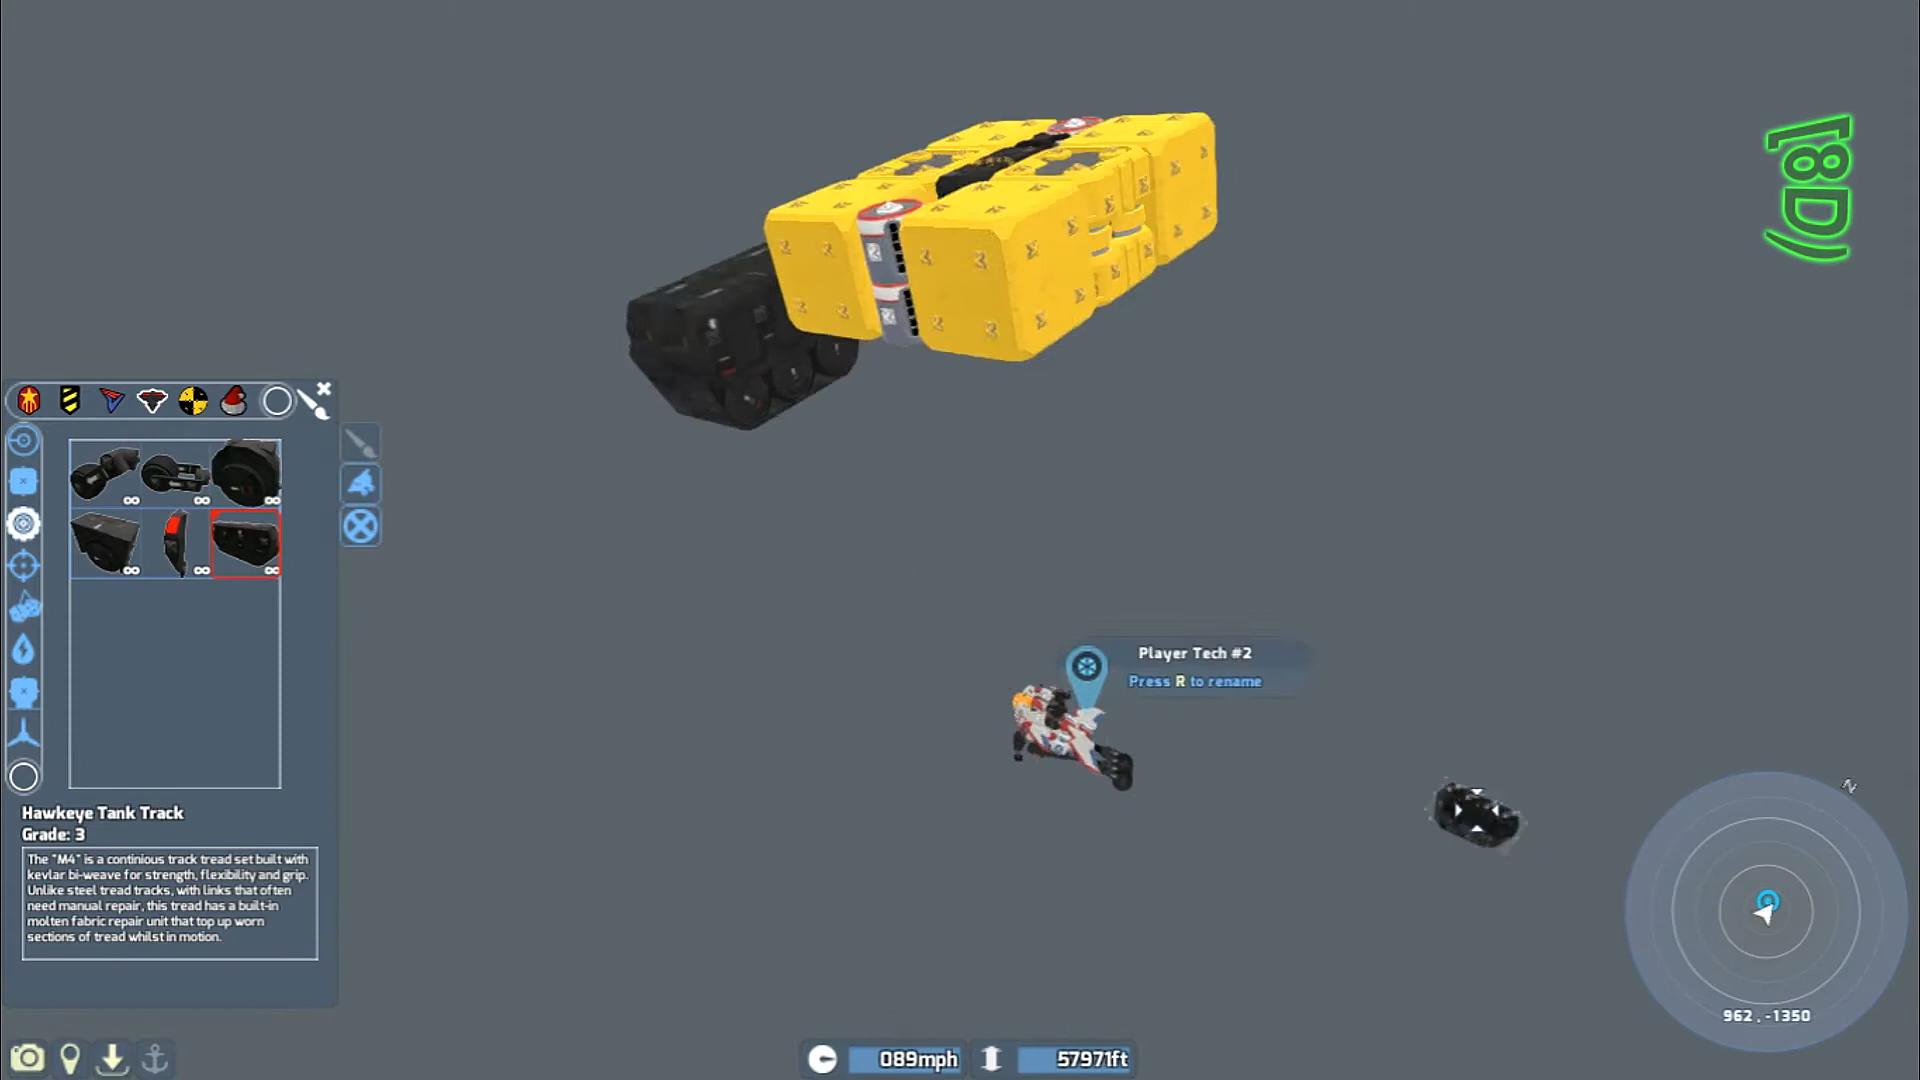 [8D)
Player Tech #2
Press R to rename
Hawkeye Tank Track
Grade: 3
The "M4" is a continious track tread set built with
kevlar bi-weave for strength, flexibility and grip.
Unlike steel tread tracks, with links that often
need manual repair, this tread has a built-in
molten fabric repair unit that top up worn
sections of tread whilst in motion.
N
962 , -1350
089mph
57971ft